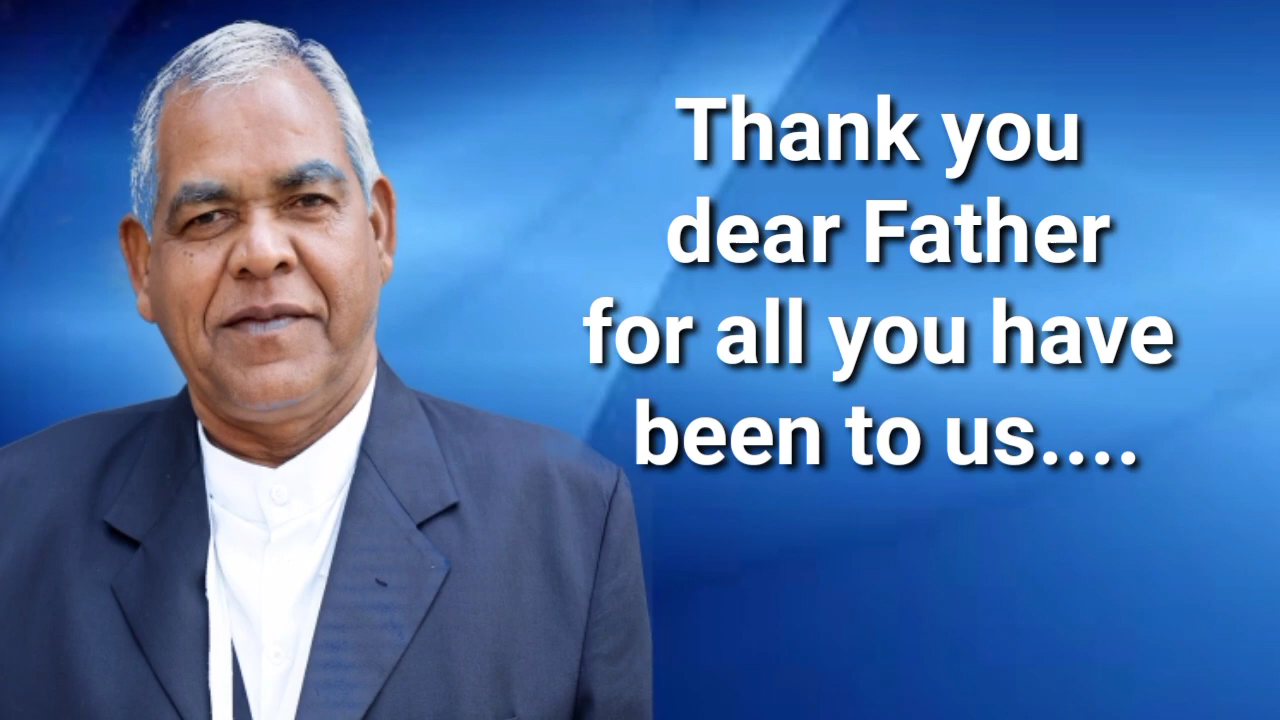 Thank you
dear Father
for all you have
been to us....